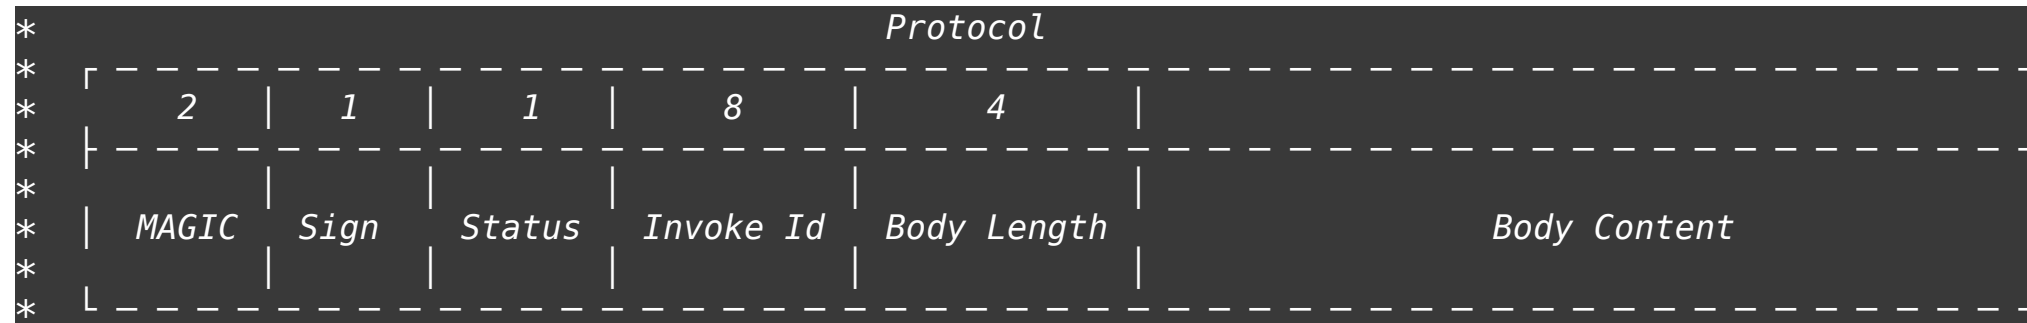 * Protocol
* ┌ ─ ─ ─ ─ ─ ─ ─ ─ ─ ─ ─ ─ ─ ─ ─ ─ ─ ─ ─ ─ ─ ─ ─ ─ ─ ─ ─ ─ ─ ─ ─ ─ ─ ─ ─ ─ ─ ─ ─ ─ ─ ─ ─ ─ ─ ─ ─ ─
* 2 │ 1 │ 1 │ 8 │ 4 │
* ├ ─ ─ ─ ─ ─ ─ ─ ─ ─ ─ ─ ─ ─ ─ ─ ─ ─ ─ ─ ─ ─ ─ ─ ─ ─ ─ ─ ─ ─ ─ ─ ─ ─ ─ ─ ─ ─ ─ ─ ─ ─ ─ ─ ─ ─ ─ ─ ─
* │ │ │ │ │
* │ MAGIC │ Sign │ Status │ Invoke Id │ Body Length │ Body Content
* │ │ │ │ │
* └ ─ ─ ─ ─ ─ ─ ─ ─ ─ ─ ─ ─ ─ ─ ─ ─ ─ ─ ─ ─ ─ ─ ─ ─ ─ ─ ─ ─ ─ ─ ─ ─ ─ ─ ─ ─ ─ ─ ─ ─ ─ ─ ─ ─ ─ ─ ─ ─